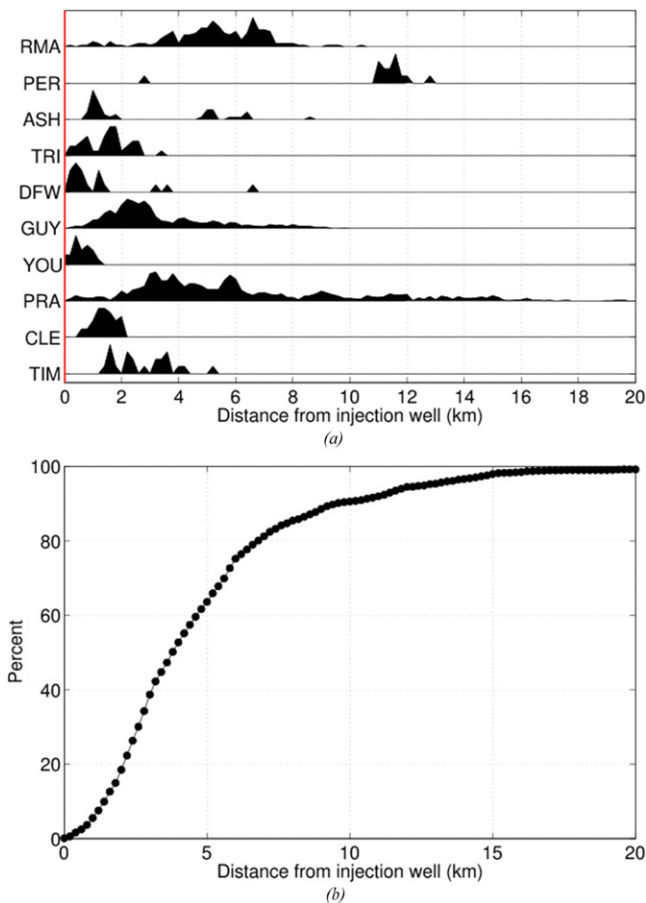 RMA
PER
ASH
TRI
DFW
GUY
YOU
PRA
CLE
TIM
0 2 4 6 8 10 12 14 16 18 20
Distance from injection well (km)
(a)
100
80
60
40
20
0
Percent
0 5 10 15 20
Distance from injection well (km)
(b)